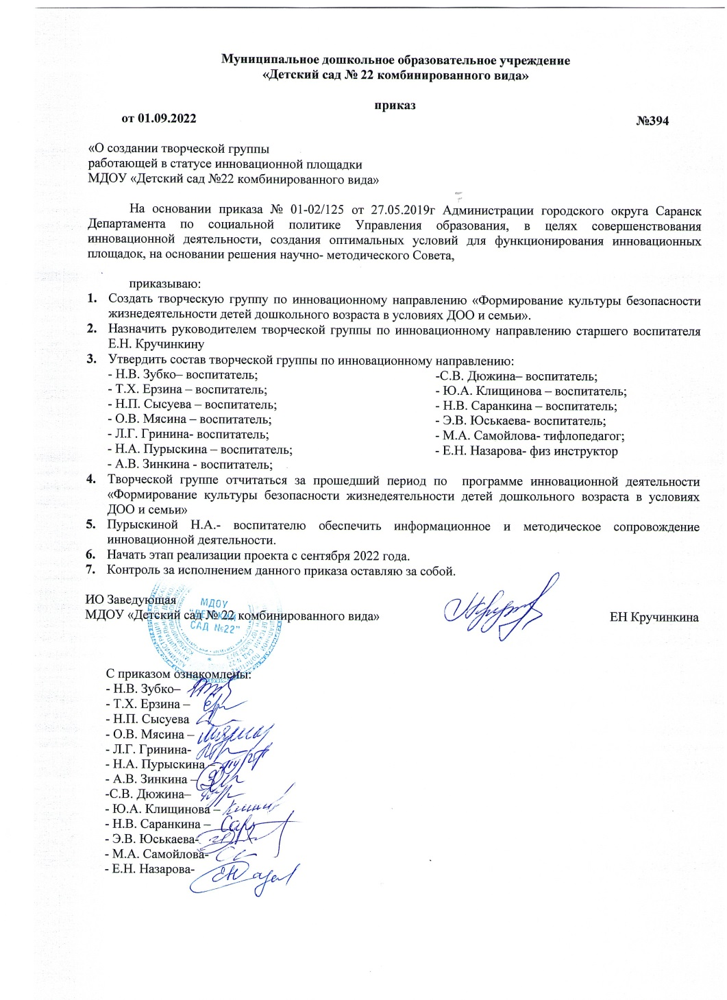 Муниципальное дошкольное образовательное учреждение
«Детский сад № 22 комбинированного вида»
приказ
от 01.09.2022 №394
«О создании творческой группы
работающей в статусе инновационной площадки
МДОУ «Детский сад №22 комбинированного вида»
На основании приказа № 01-02/125 от 27.05.2019г Администрации городского округа Саранск
Департамента по социальной политике Управления образования, в целях совершенствования
инновационной деятельности, создания оптимальных условий для функционирования инновационных
площадок, на основании решения научно- методического Совета,
приказываю:
1. Создать творческую группу по инновационному направлению «Формирование культуры безопасности
жизнедеятельности детей дошкольного возраста в условиях ДОО и семьи».
2. Назначить руководителем творческой группы по инновационному направлению старшего воспитателя
Е.Н. Кручинкину
3. Утвердить состав творческой группы по инновационному направлению:
- Н.В. Зубко– воспитатель;
- Т.Х. Ерзина – воспитатель;
- Н.П. Сысуева – воспитатель;
- О.В. Мясина – воспитатель;
- Л.Г. Гринина- воспитатель;
- Н.А. Пурыскина – воспитатель;
- А.В. Зинкина - воспитатель;
-С.В. Дюжина– воспитатель;
- Ю.А. Клищинова – воспитатель;
- Н.В. Саранкина – воспитатель;
- Э.В. Юськаева- воспитатель;
- М.А. Самойлова- тифлопедагог;
- Е.Н. Назарова- физ инструктор
4. Творческой группе отчитаться за прошедший период по программе инновационной деятельности
«Формирование культуры безопасности жизнедеятельности детей дошкольного возраста в условиях
ДОО и семьи»
5. Пурыскиной Н.А.- воспитателю обеспечить информационное и методическое сопровождение
инновационной деятельности.
6. Начать этап реализации проекта с сентября 2022 года.
7. Контроль за исполнением данного приказа оставляю за собой.
ИО Заведующая
МДОУ «Детский сад № 22 комбинированного вида» ЕН Кручинкина
МДОУ
"ДЕТСКИЙ
САД №22"
С приказом ознакомлены:
- Н.В. Зубко–
- Т.Х. Ерзина –
- Н.П. Сысуева
- О.В. Мясина –
- Л.Г. Гринина-
- Н.А. Пурыскина –
- А.В. Зинкина –
-С.В. Дюжина–
- Ю.А. Клищинова –
- Н.В. Саранкина –
- Э.В. Юськаева-
- М.А. Самойлова-
- Е.Н. Назарова-